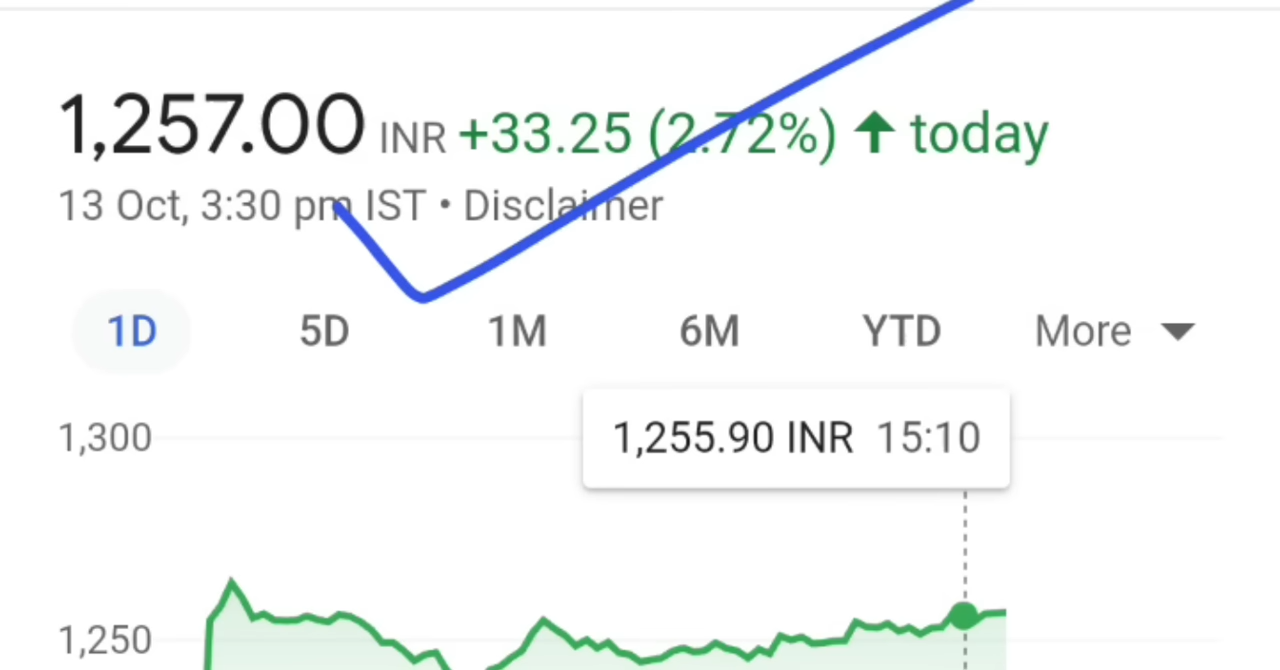 1,257.00 INR +33.25 (2.72%) ↑ today
13 Oct, 3:30 pm IST • Disclaimer
1D 5D 1M 6M YTD More
1,300
1,255.90 INR 15:10
1,250